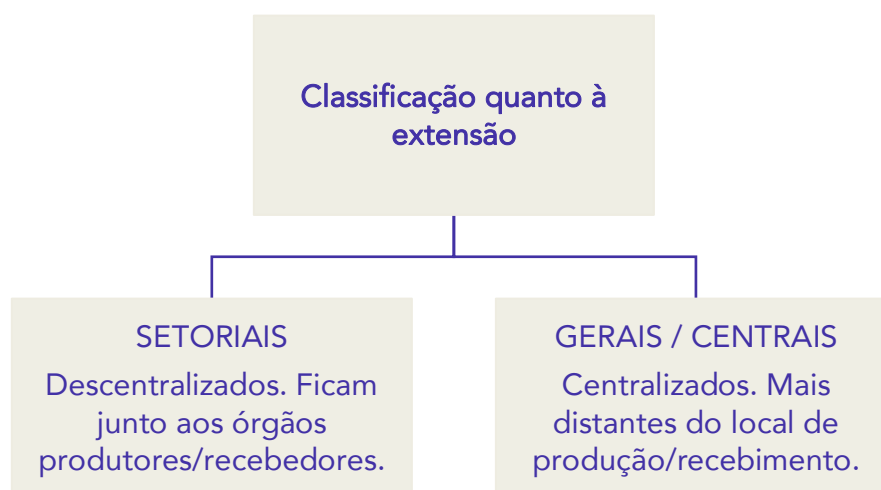 Classificação quanto à
extensão
SETORIAIS
Descentralizados. Ficam
junto aos órgãos
produtores/recebedores.
GERAIS / CENTRAIS
Centralizados. Mais
distantes do local de
produção/recebimento.